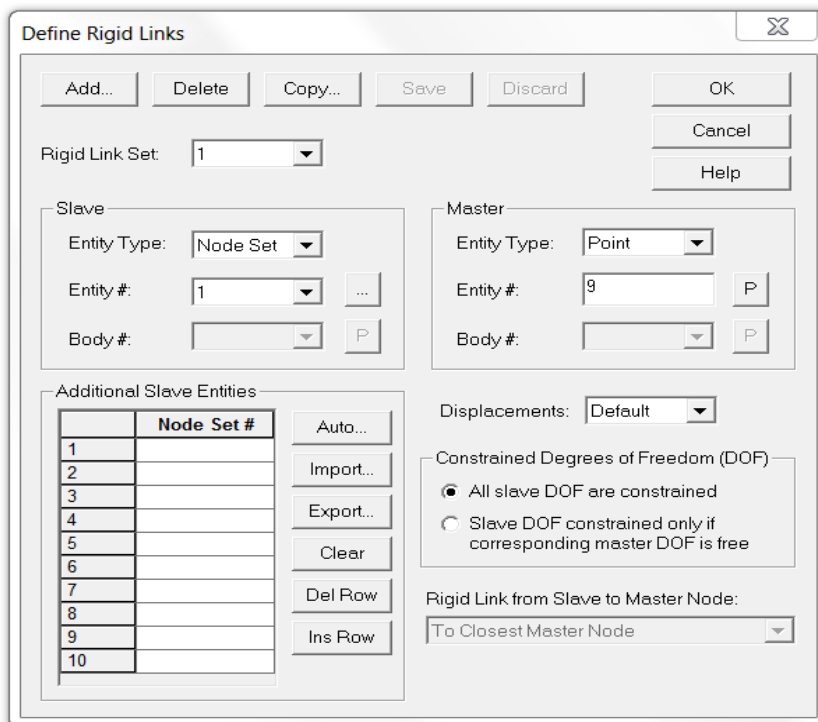 Define Rigid Links
Add... Delete Copy... Save Discard OK
Cancel
Rigid Link Set: 1
Help
Slave
Entity Type: Node Set
Entity #: 1 ...
Body #: P
Master
Entity Type: Point
Entity #: 9 P
Body #: P
Additional Slave Entities
Node Set #
1
2
3
4
5
6
7
8
9
10
Auto...
Import...
Export...
Clear
Del Row
Ins Row
Displacements: Default
Constrained Degrees of Freedom (DOF)
All slave DOF are constrained
Slave DOF constrained only if
corresponding master DOF is free
Rigid Link from Slave to Master Node:
To Closest Master Node